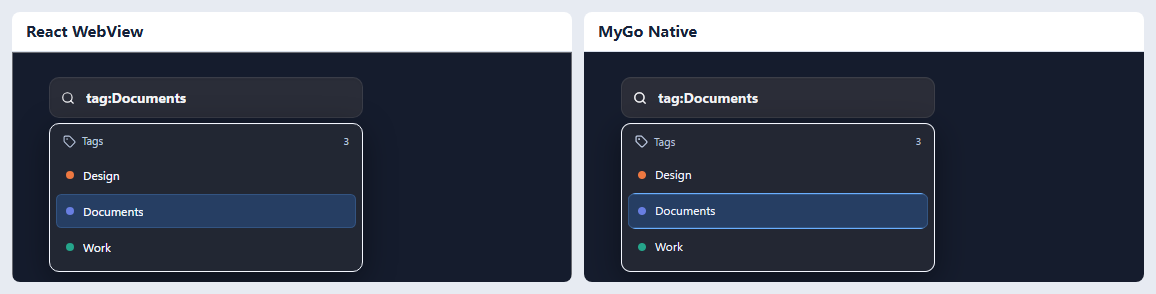 React WebView
tag:Documents
Tags 3
Design
Documents
Work
MyGo Native
tag:Documents
Tags 3
Design
Documents
Work